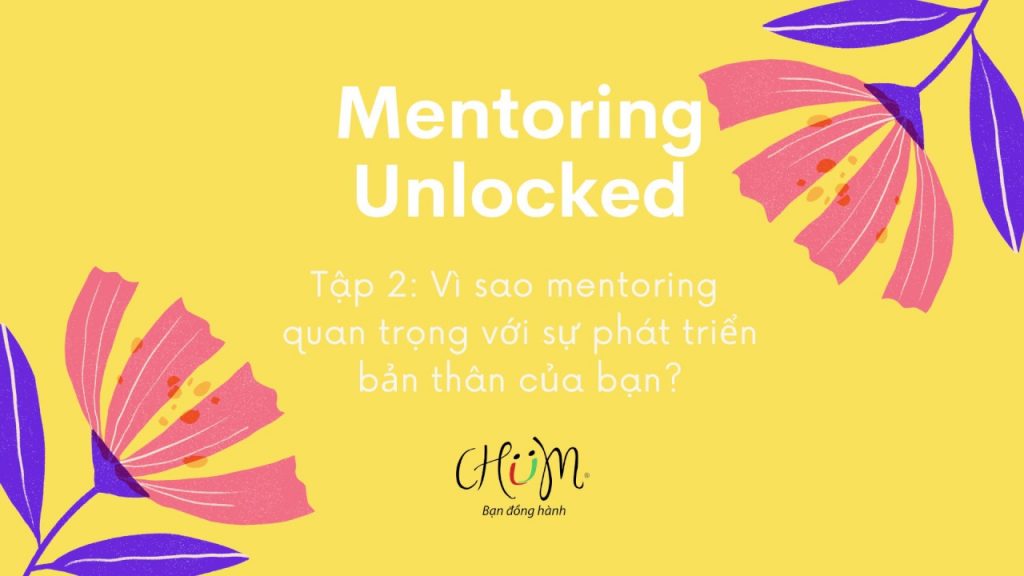 Mentoring
Unlocked
Tập 2: Vì sao mentoring
quan trọng với sự phát triển
bản thân của bạn?
CHÜM®
Bạn đồng hành